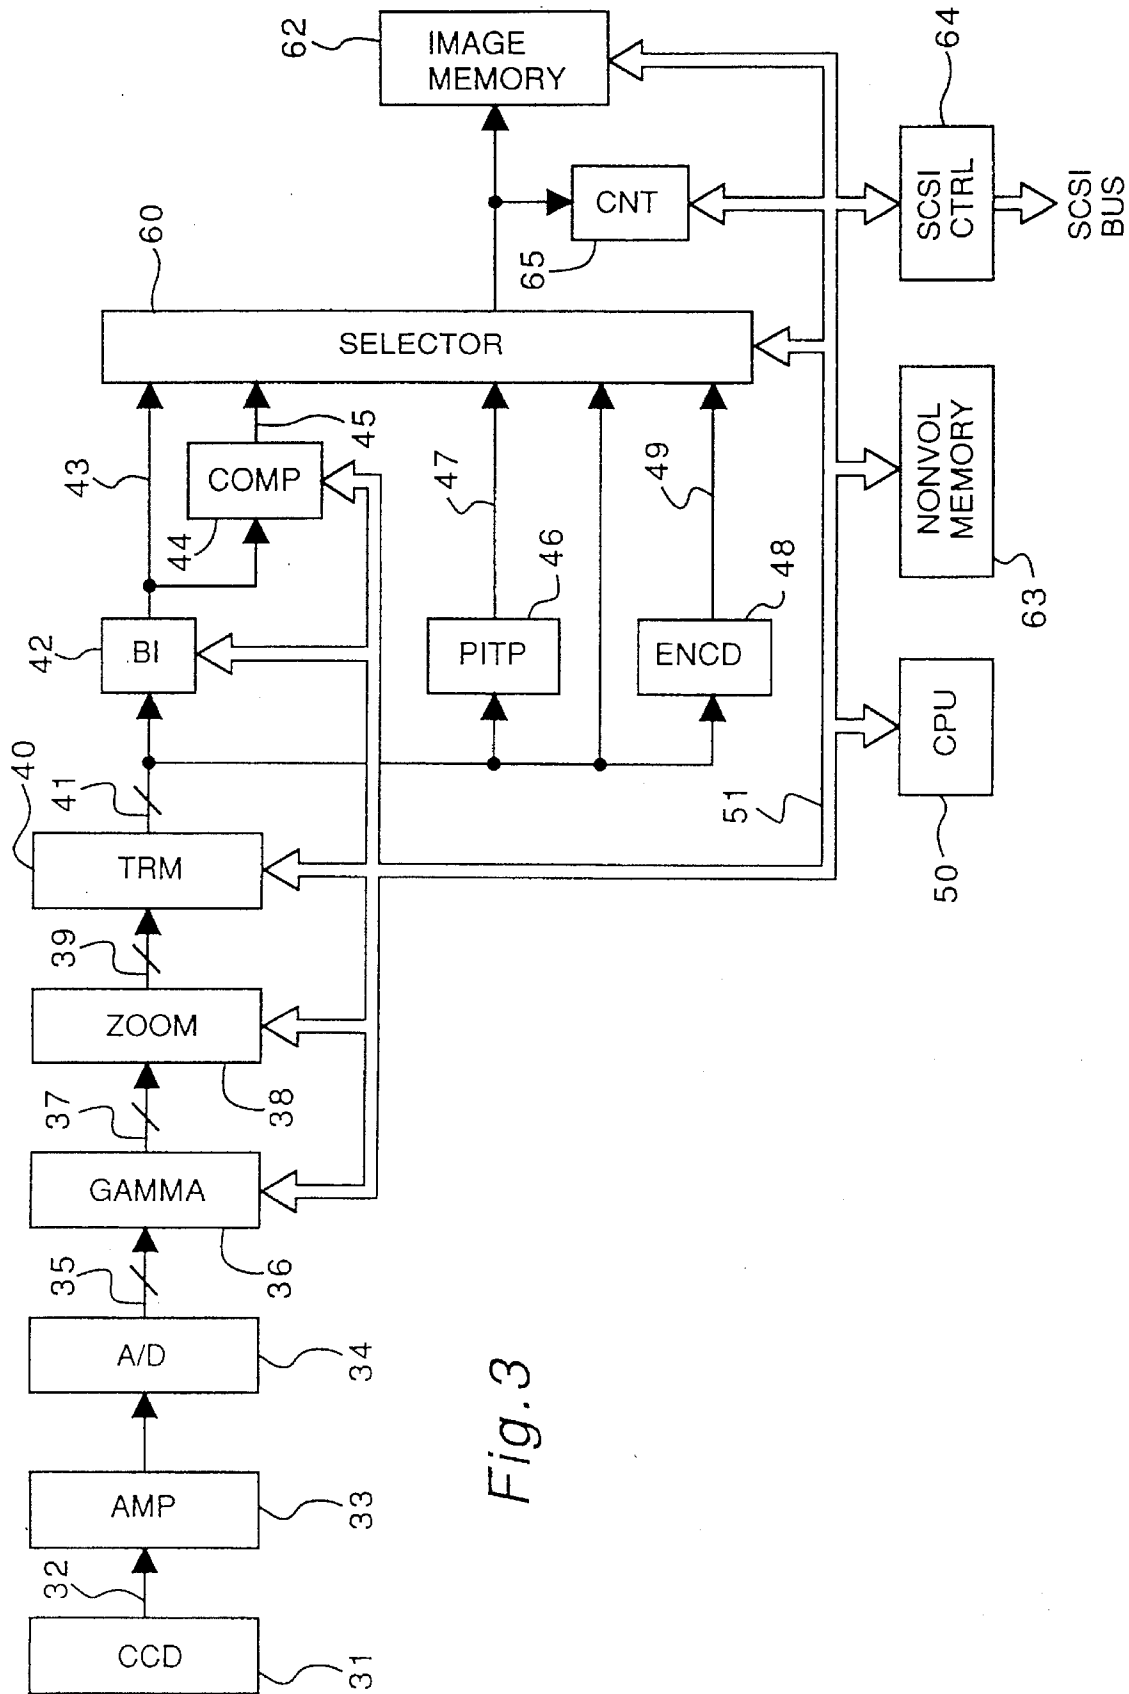 62
IMAGE
MEMORY
64
60
CNT
65
SCSI
CTRL
SCSI
BUS
SELECTOR
43
45
COMP
44
47
49
NONVOL
MEMORY
63
42
BI
PITP
46
ENCD
48
40
41
TRM
51
CPU
50
39
ZOOM
38
37
GAMMA
36
35
A/D
34
AMP
33
32
CCD
31
Fig.3